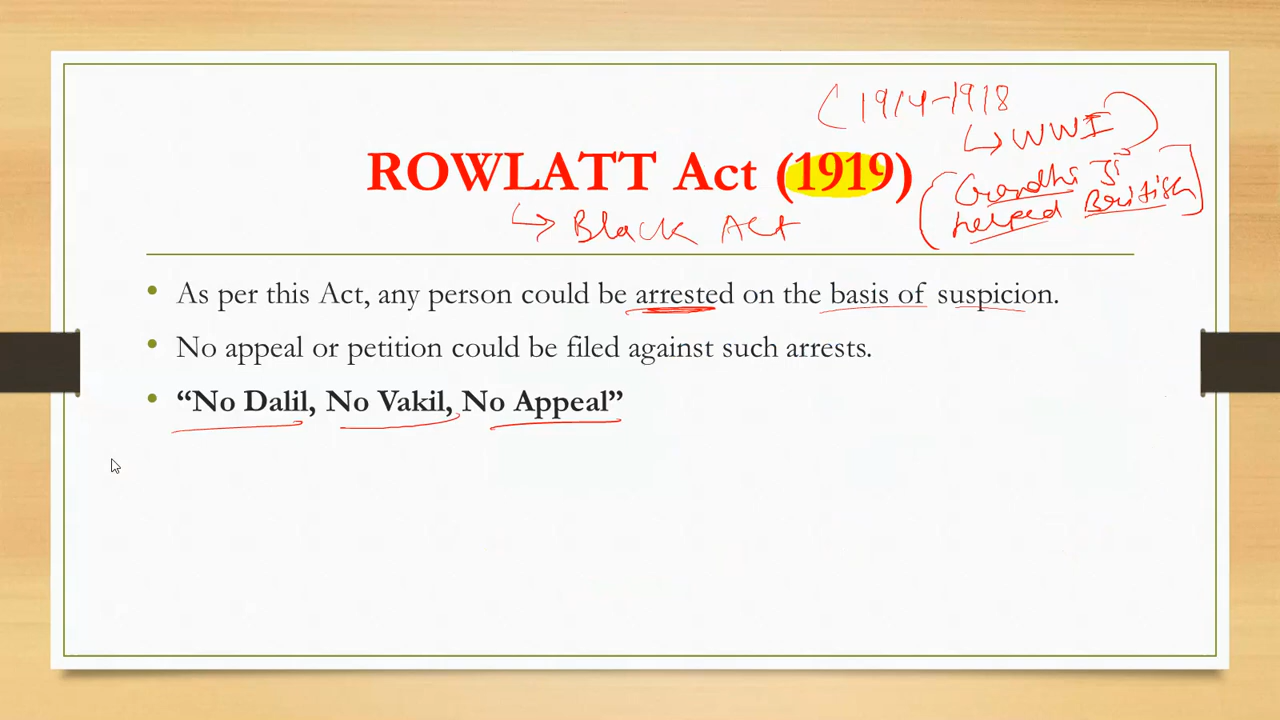 (1914-1918
↳ WWI)
ROWLATT Act (1919)
(Gandhi Ji
helped British]
↳ Black Act
• As per this Act, any person could be arrested on the basis of suspicion.
• No appeal or petition could be filed against such arrests.
• “No Dalil, No Vakil, No Appeal”